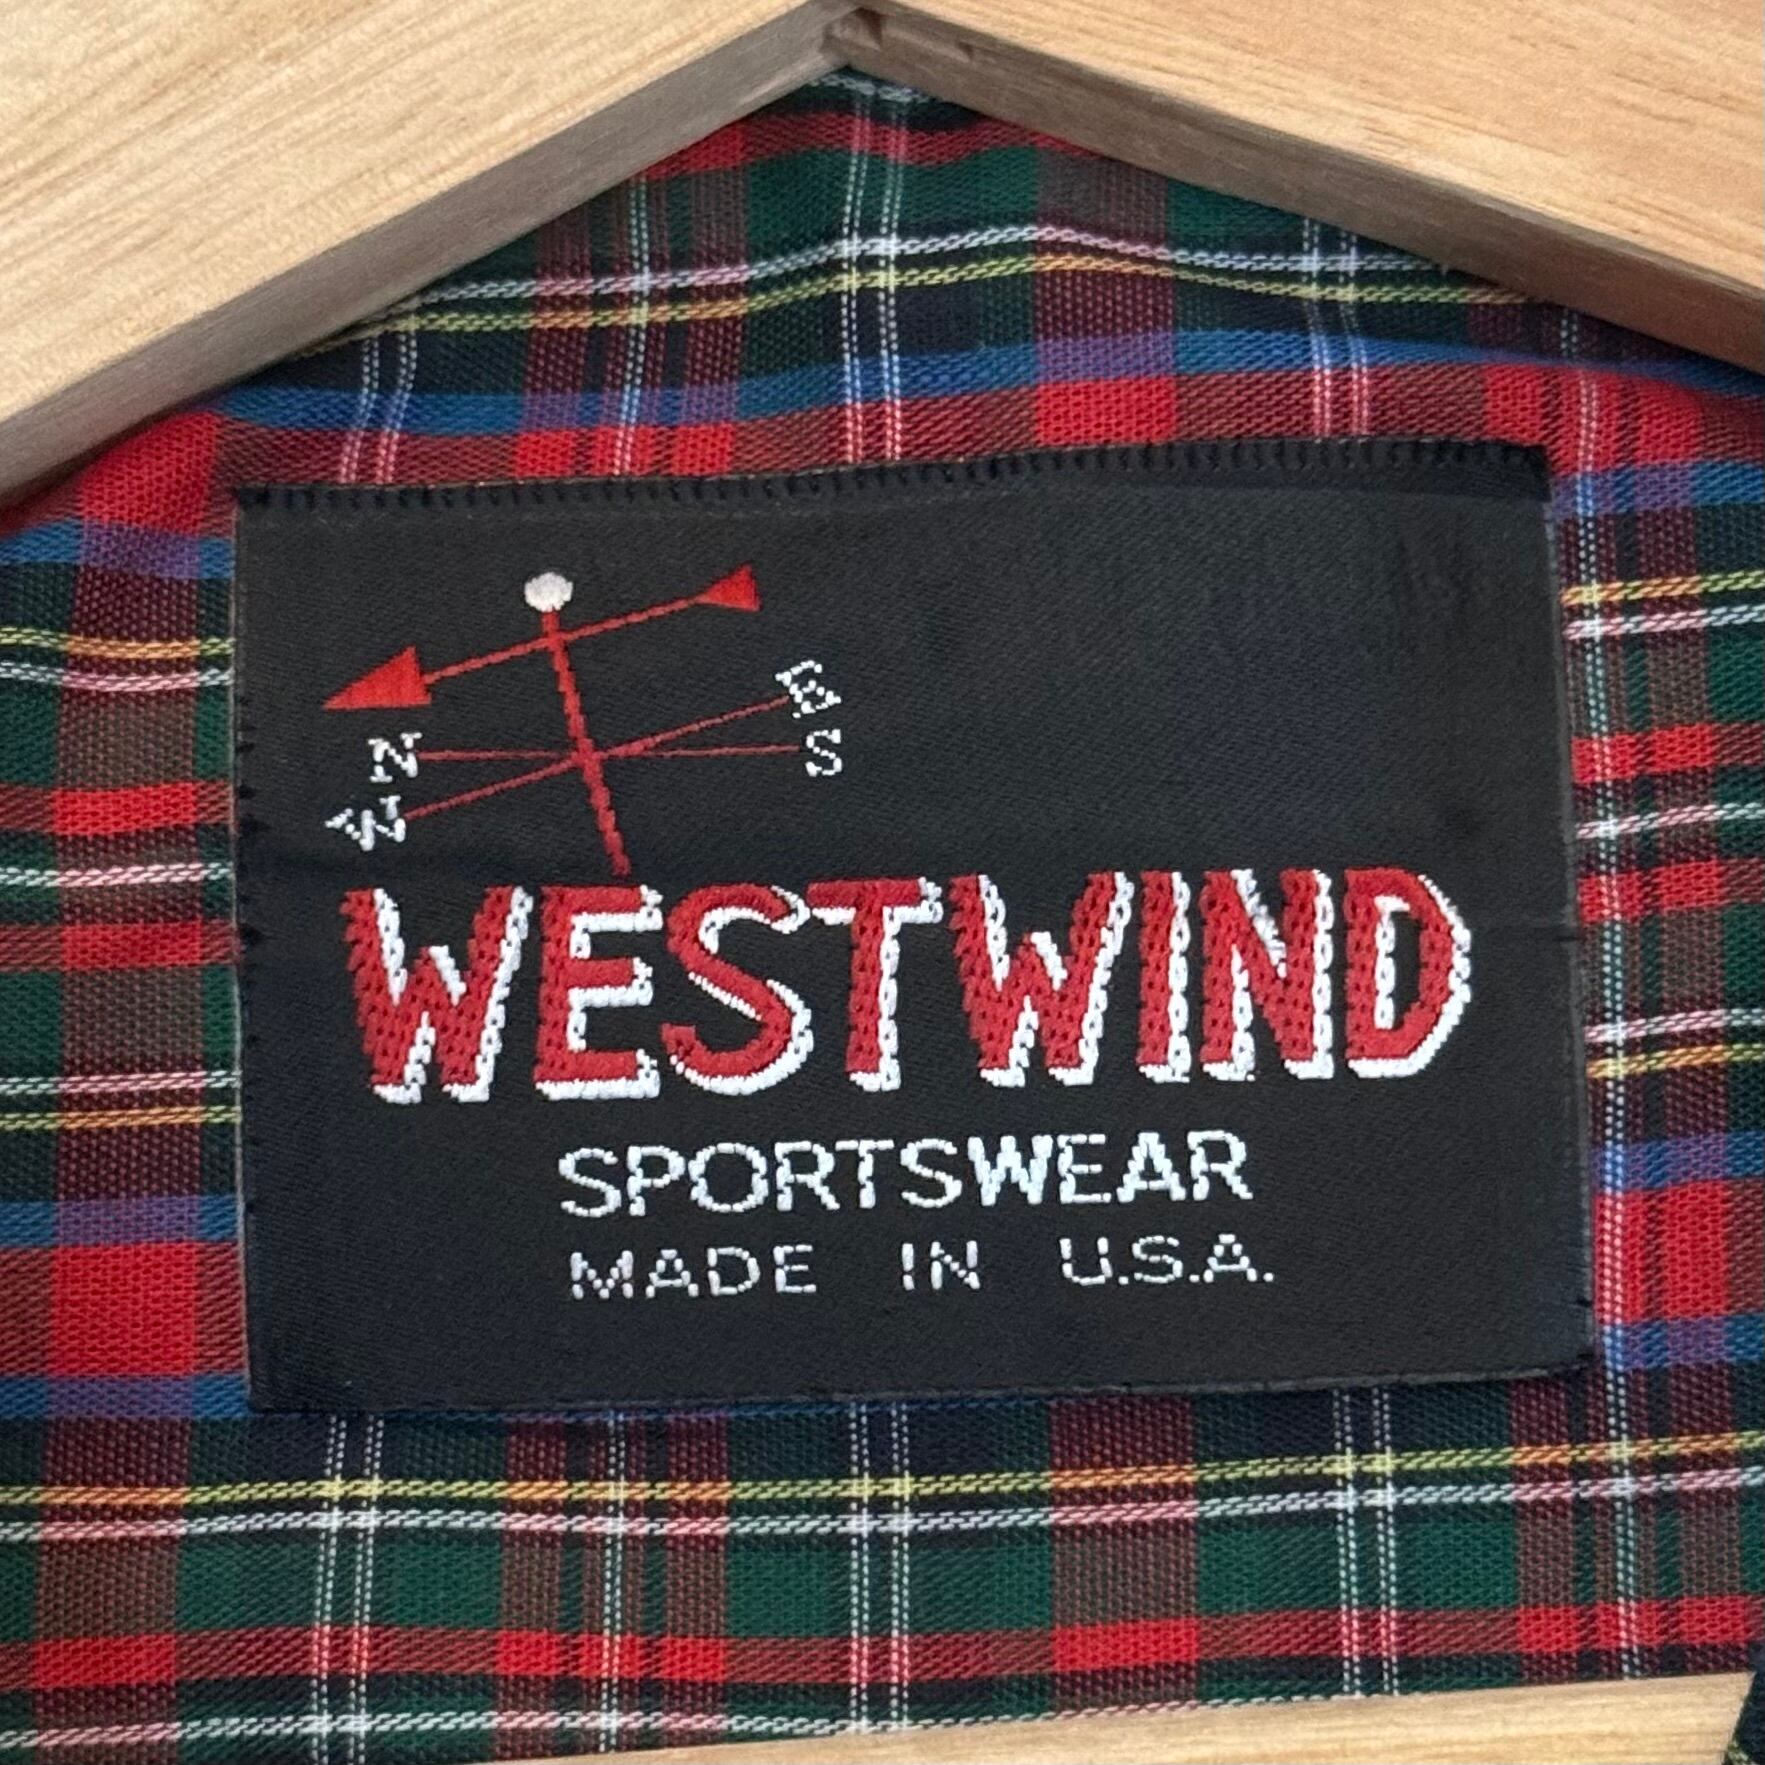 E
N S
W
WESTWIND
SPORTSWEAR
MADE IN U.S.A.